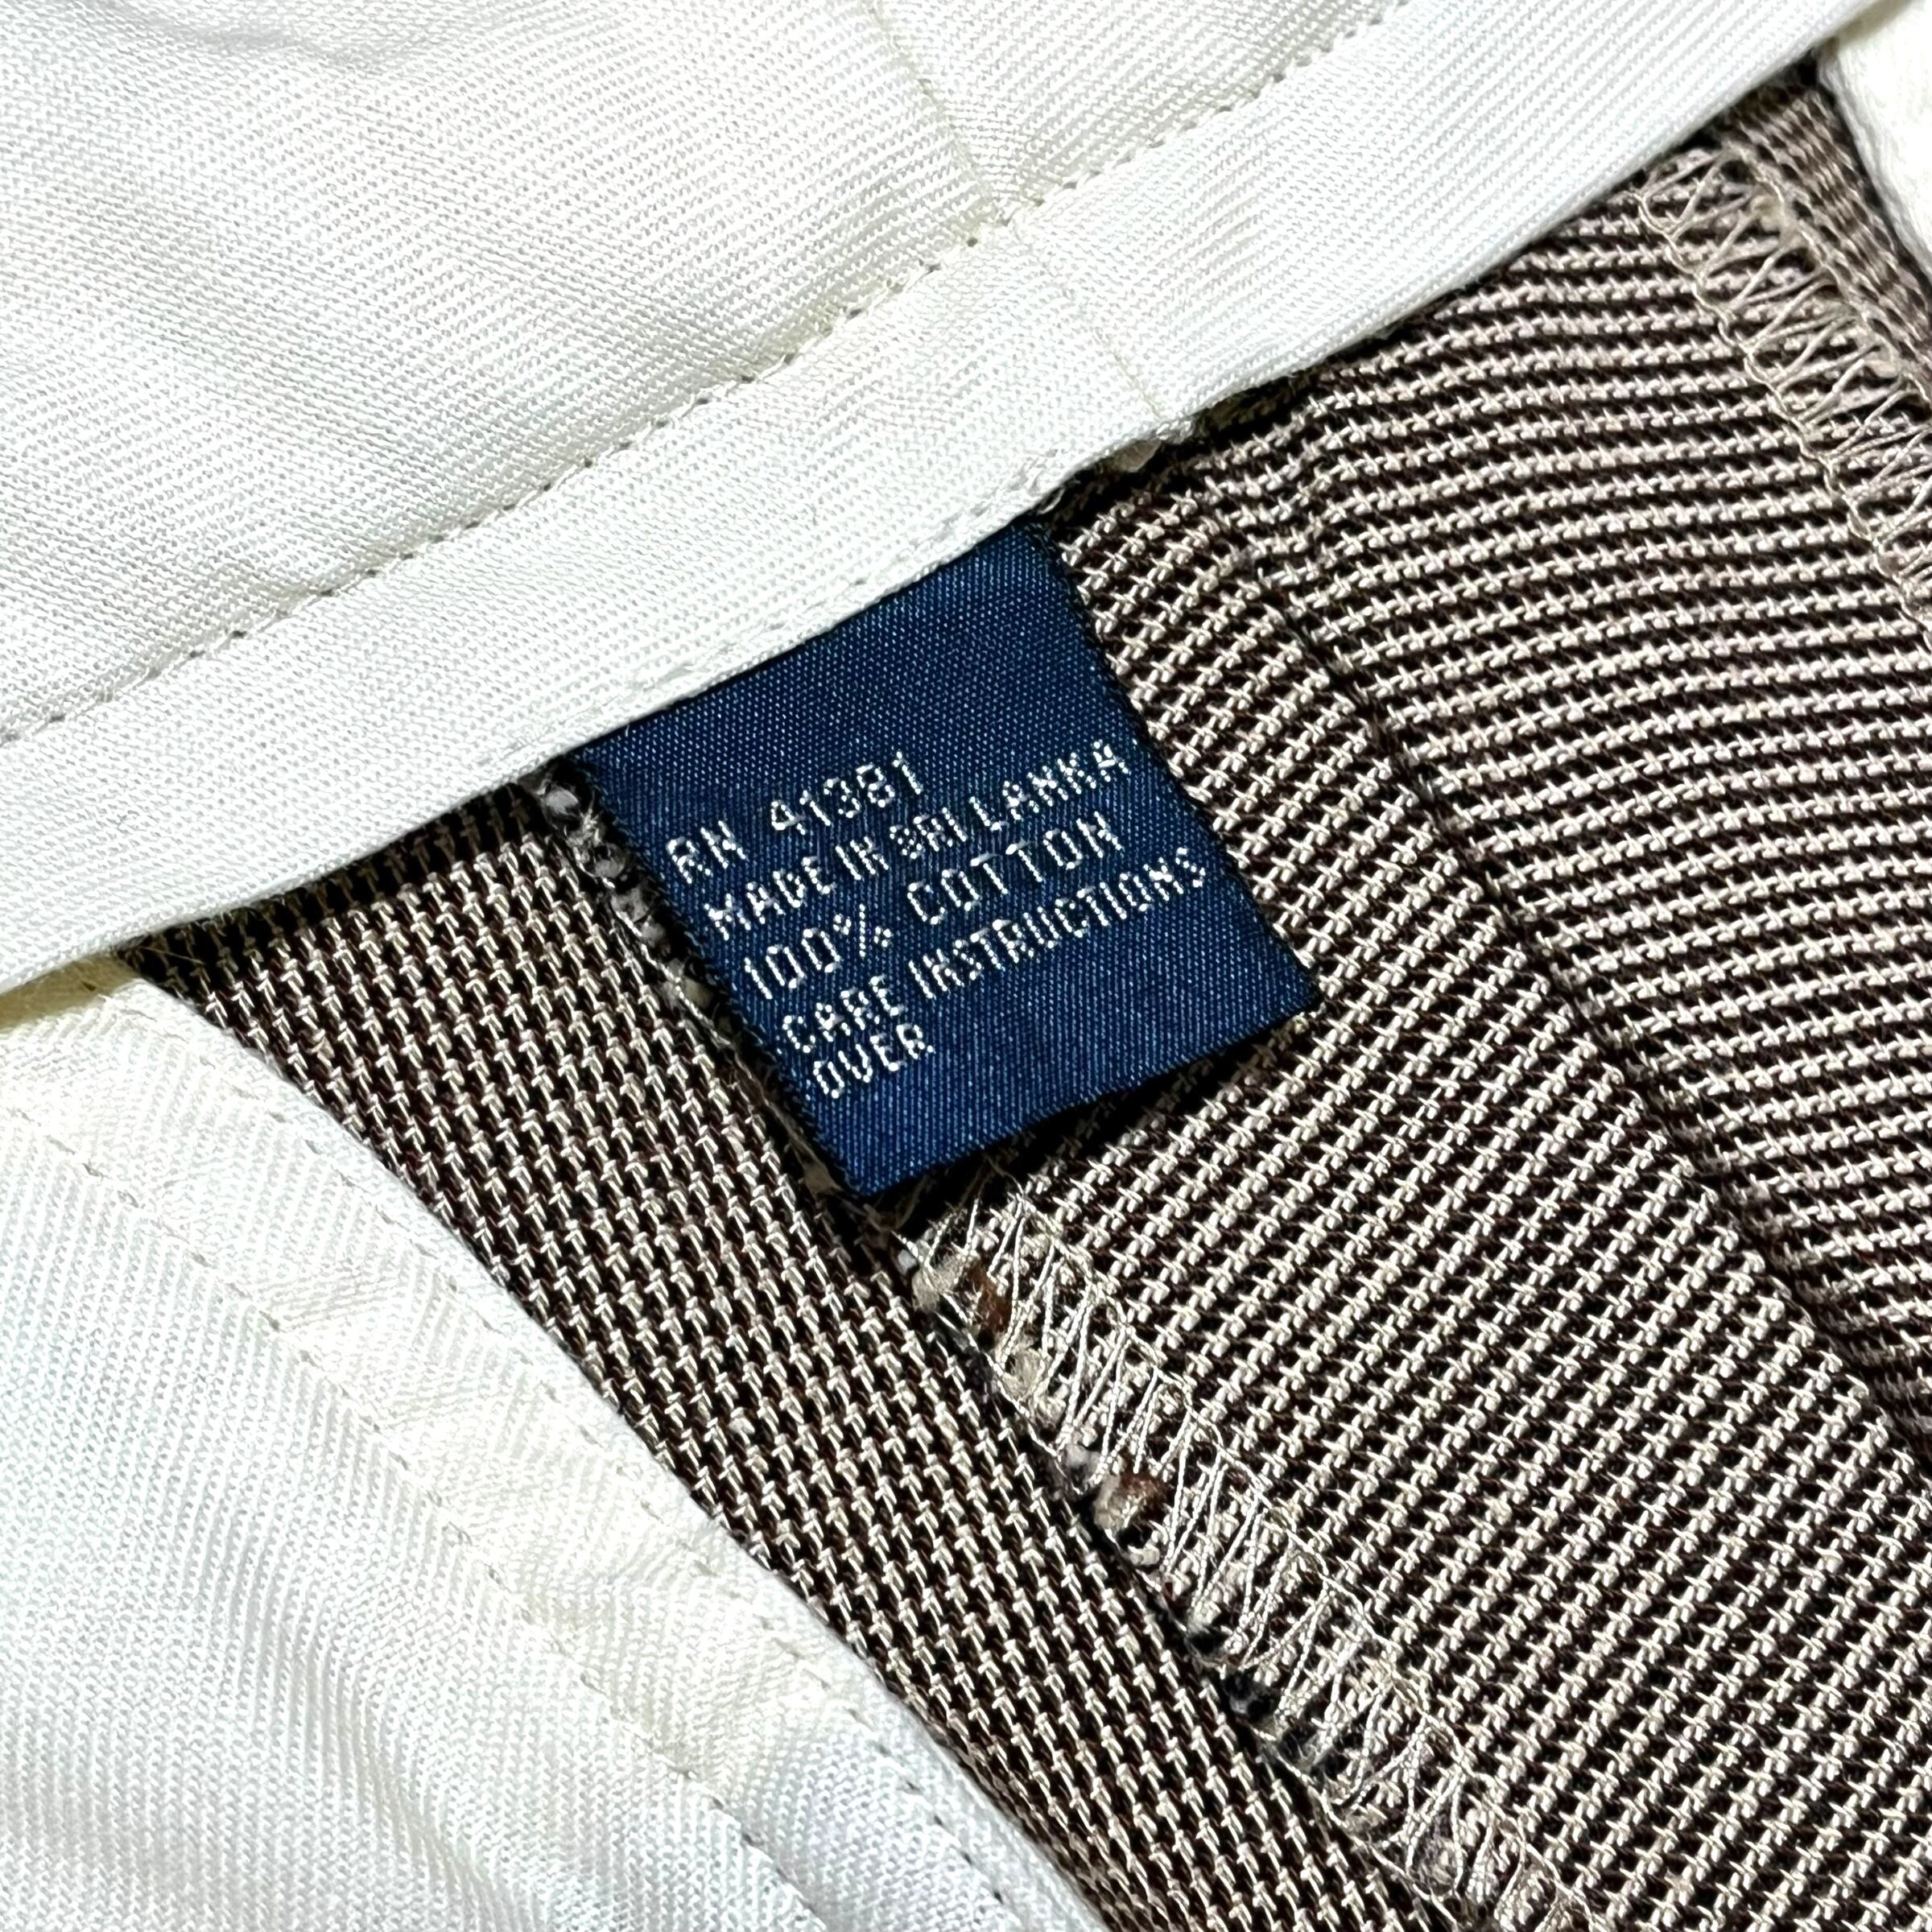 RN 41381
MADE IN SRI LANKA
100% COTTON
CARE INSTRUCTIONS
OVER